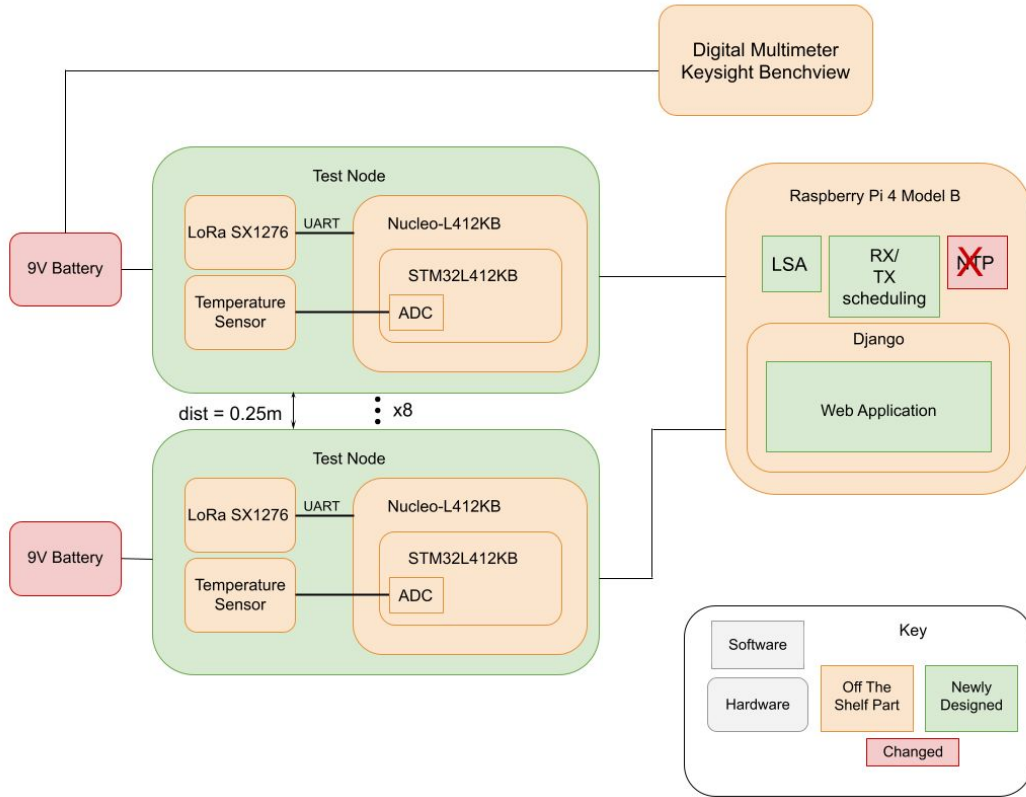 Digital Multimeter
Keysight Benchview
Test Node
LoRa SX1276
UART
Nucleo-L412KB
STM32L412KB
ADC
Temperature
Sensor
9V Battery
Raspberry Pi 4 Model B
LSA
RX/
TX
scheduling
NTP
Django
Web Application
dist = 0.25m
x8
Test Node
LoRa SX1276
UART
Nucleo-L412KB
STM32L412KB
ADC
Temperature
Sensor
9V Battery
Key
Software
Hardware
Off The
Shelf Part
Newly
Designed
Changed